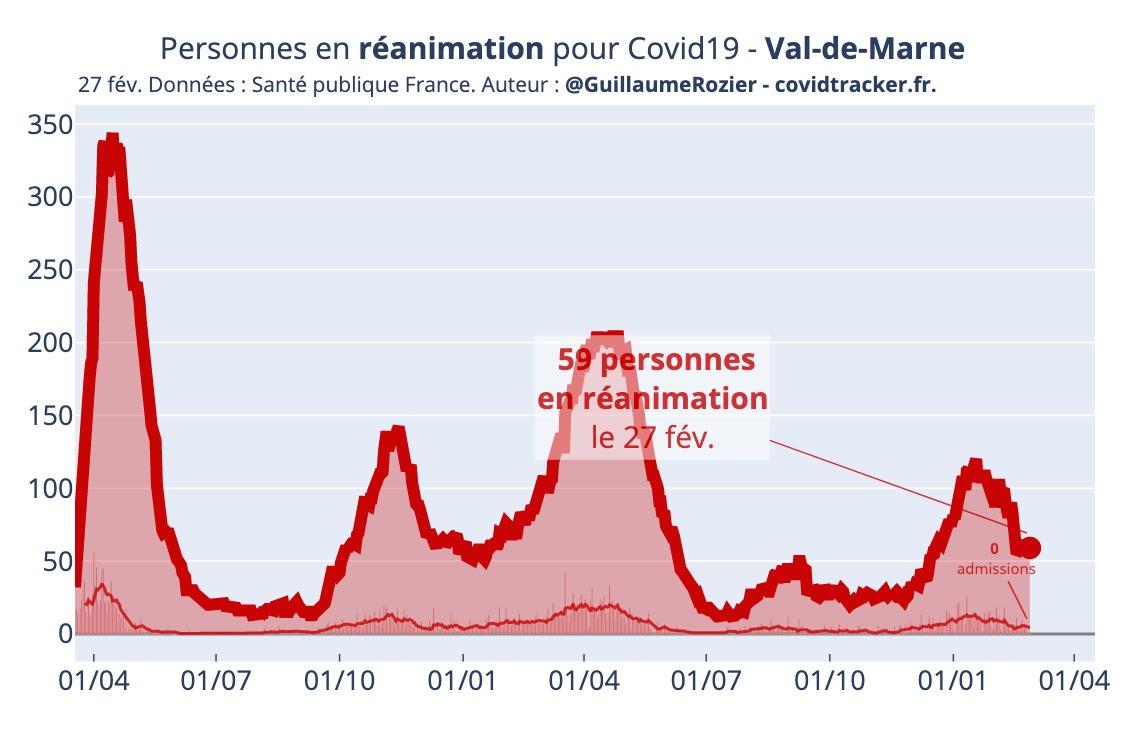 Personnes en réanimation pour Covid19 - Val-de-Marne
27 fév. Données : Santé publique France. Auteur : @GuillaumeRozier - covidtracker.fr.
350
300
250
200
150
100
50
0
59 personnes
en réanimation
le 27 fév.
0
admissions
01/04 01/07 01/10 01/01 01/04 01/07 01/10 01/01 01/04